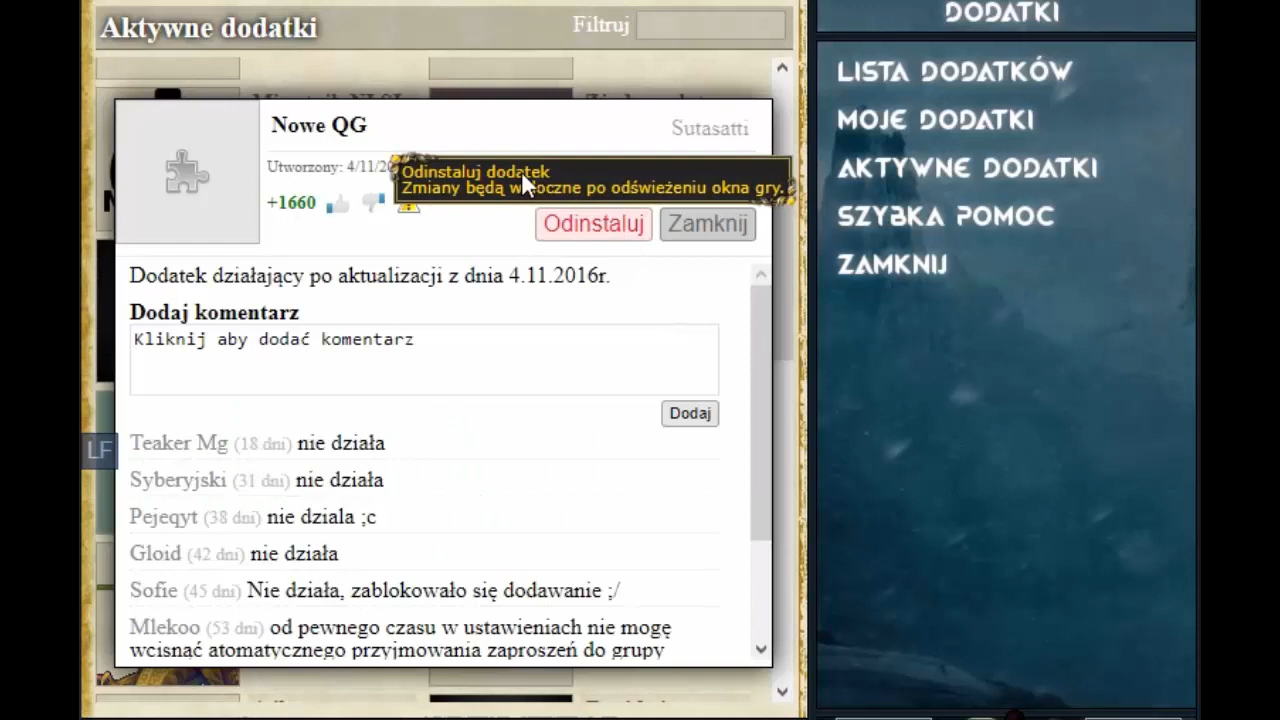 Aktywne dodatki
Filtruj
Nowe QG
Sutasatti
Utworzony: 4/11/20
Odinstaluj dodatek
Zmiany będą po odświeżeniu okna gry.
+1660
Odinstaluj
Zamknij
Dodatek działający po aktualizacji z dnia 4.11.2016r.
Dodaj komentarz
Kliknij aby dodać komentarz
Dodaj
LF
Teaker Mg (18 dni) nie działa
Syberyjski (31 dni) nie działa
Pejeqyt (38 dni) nie dziala ;c
Gloid (42 dni) nie działa
Sofie (45 dni) Nie działa, zablokowało się dodawanie ;/
Mlekoo (53 dni) od pewnego czasu w ustawieniach nie mogę
wcisnąć atomatycznego przyjmowania zaproszeń do grupy
DODATKI
LISTA DODATKÓW
MOJE DODATKI
AKTYWNE DODATKI
SZYBKA POMOC
ZAMKNIJ